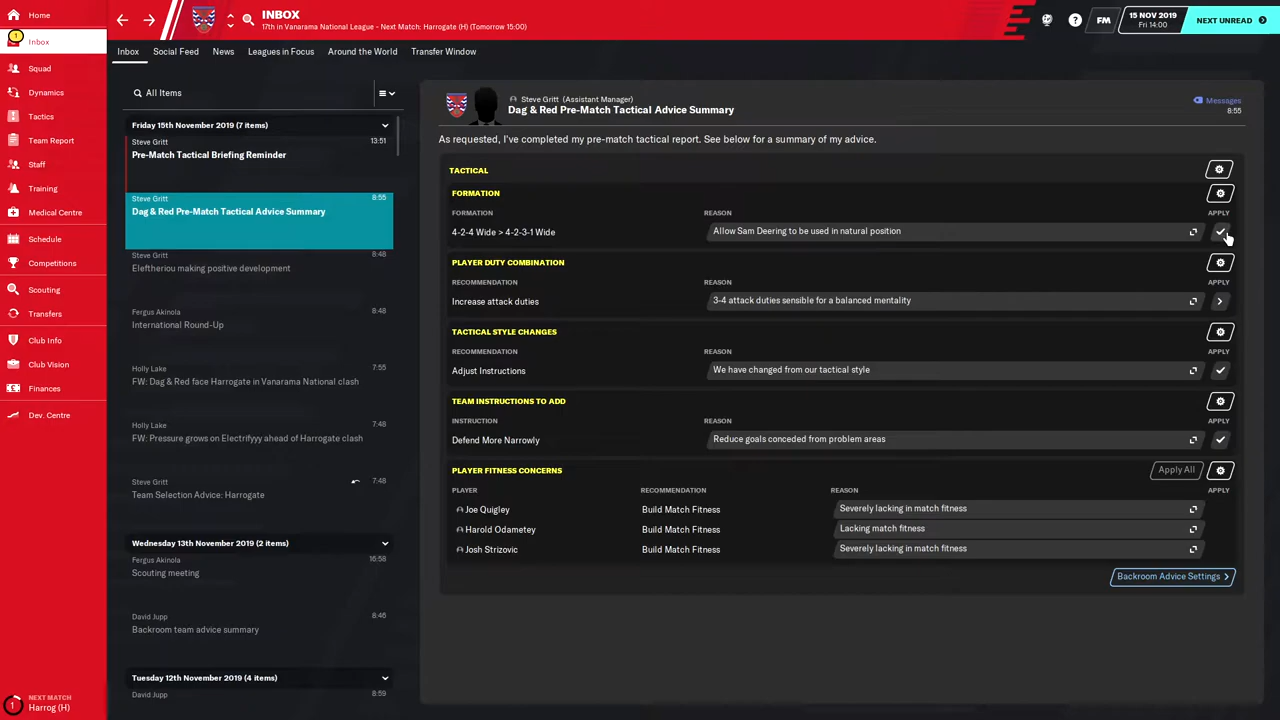 Home
1
Inbox
Squad
Dynamics
Tactics
Team Report
Staff
Training
Medical Centre
Schedule
Competitions
Scouting
Transfers
Club Info
Club Vision
Finances
Dev. Centre
1
NEXT MATCH
Harrog (H)
INBOX
17th in Vanarama National League - Next Match: Harrogate (H) (Tomorrow 15:00)
?
FM
15 NOV 2019
Fri 14:00
NEXT UNREAD
Inbox
Social Feed
News
Leagues in Focus
Around the World
Transfer Window
All Items
Friday 15th November 2019 (7 items)
Steve Gritt 13:51
Pre-Match Tactical Briefing Reminder
Steve Gritt 8:55
Dag & Red Pre-Match Tactical Advice Summary
Steve Gritt 8:48
Eleftheriou making positive development
Fergus Akinola 8:48
International Round-Up
Holly Lake 7:55
FW: Dag & Red face Harrogate in Vanarama National clash
Holly Lake 7:48
FW: Pressure grows on Electrifyyy ahead of Harrogate clash
Steve Gritt 7:48
Team Selection Advice: Harrogate
Wednesday 13th November 2019 (2 items)
Fergus Akinola 16:58
Scouting meeting
David Jupp 8:46
Backroom team advice summary
Tuesday 12th November 2019 (4 items)
David Jupp 8:59
Steve Gritt (Assistant Manager)
Dag & Red Pre-Match Tactical Advice Summary
Messages
8:55
As requested, I've completed my pre-match tactical report. See below for a summary of my advice.
TACTICAL
FORMATION
FORMATION REASON APPLY
4-2-4 Wide > 4-2-3-1 Wide Allow Sam Deering to be used in natural position
PLAYER DUTY COMBINATION
RECOMMENDATION REASON APPLY
Increase attack duties 3-4 attack duties sensible for a balanced mentality
TACTICAL STYLE CHANGES
RECOMMENDATION REASON APPLY
Adjust Instructions We have changed from our tactical style
TEAM INSTRUCTIONS TO ADD
INSTRUCTION REASON APPLY
Defend More Narrowly Reduce goals conceded from problem areas
PLAYER FITNESS CONCERNS Apply All
PLAYER RECOMMENDATION REASON APPLY
Joe Quigley Build Match Fitness Severely lacking in match fitness
Harold Odametey Build Match Fitness Lacking match fitness
Josh Strizovic Build Match Fitness Severely lacking in match fitness
Backroom Advice Settings